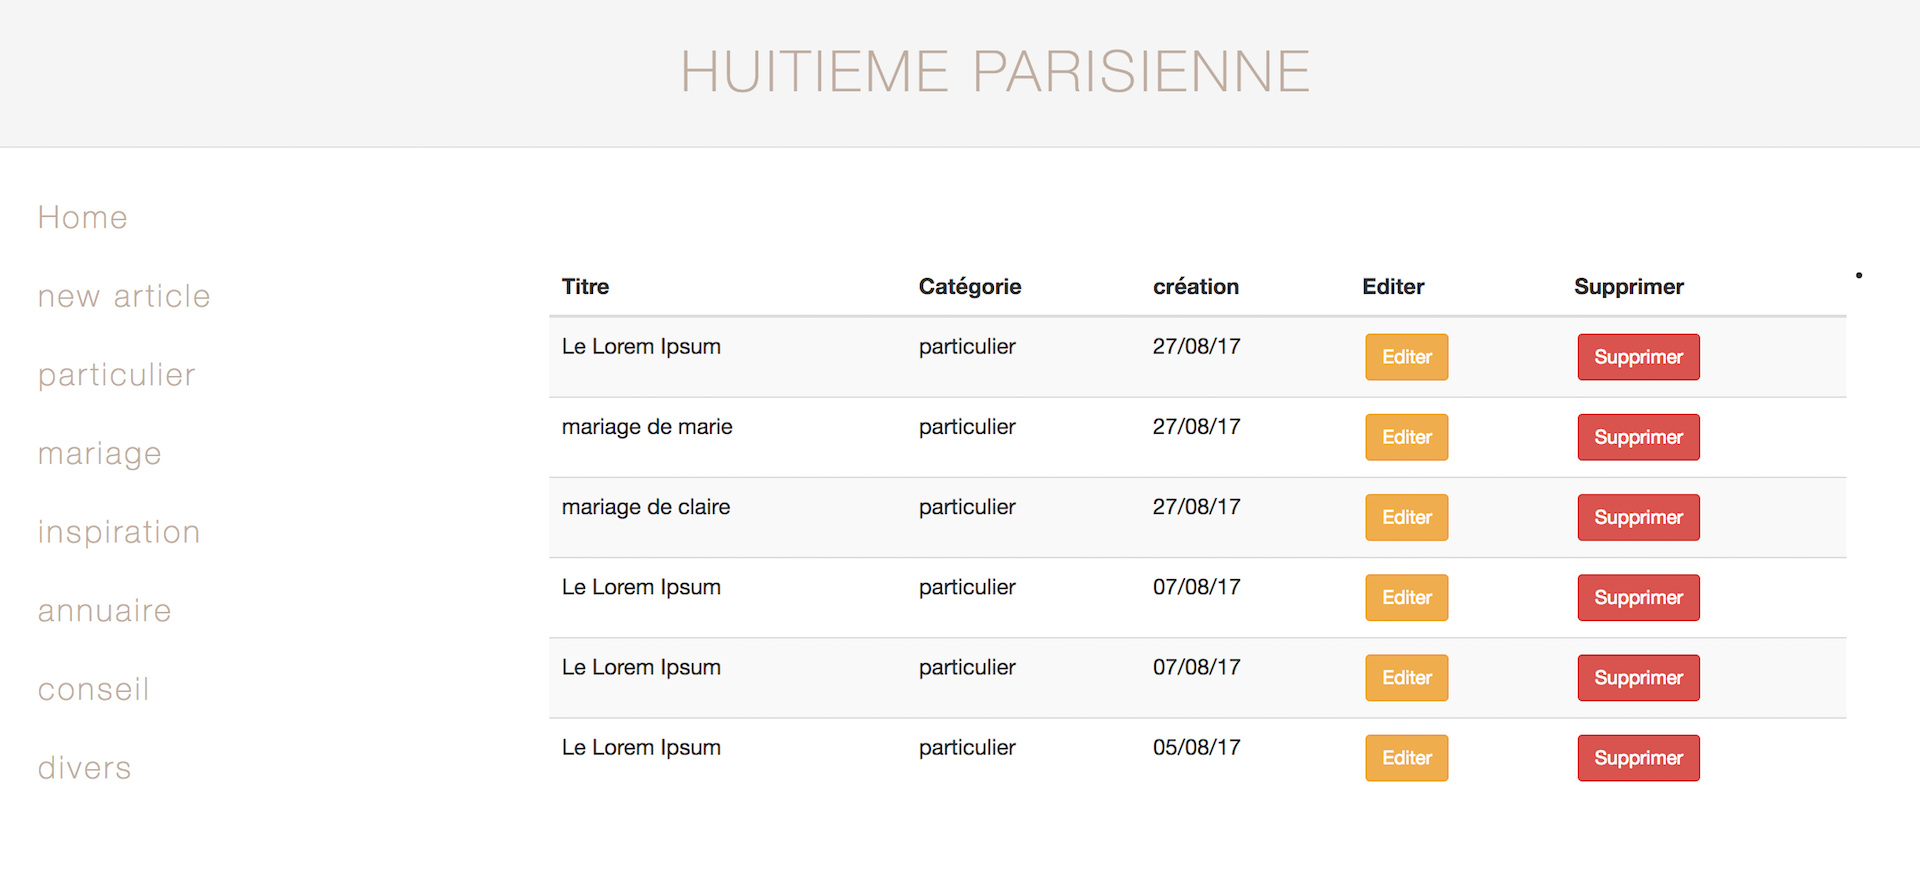 HUITIEME PARISIENNE
Home
new article
particulier
mariage
inspiration
annuaire
conseil
divers
Titre Catégorie création Editer Supprimer
Le Lorem Ipsum particulier 27/08/17 Editer Supprimer
mariage de marie particulier 27/08/17 Editer Supprimer
mariage de claire particulier 27/08/17 Editer Supprimer
Le Lorem Ipsum particulier 07/08/17 Editer Supprimer
Le Lorem Ipsum particulier 07/08/17 Editer Supprimer
Le Lorem Ipsum particulier 05/08/17 Editer Supprimer